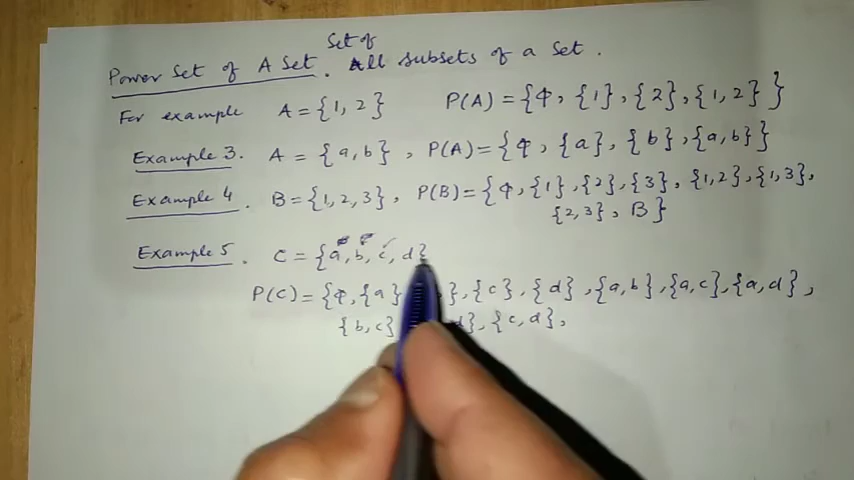 Set of
Power Set of A Set. All subsets of a set.
For example A = {1, 2} P(A) = {φ, {1}, {2}, {1, 2}}
Example 3. A = {a, b}, P(A) = {φ, {a}, {b}, {a, b}}
Example 4. B = {1, 2, 3}, P(B) = {φ, {1}, {2}, {3}, {1, 2}, {1, 3},
{2, 3}, B}
Example 5. C = {a, b, c, d}
P(C) = {φ, {a} }, {c}, {d}, {a, b}, {a, c}, {a, d},
{b, c} d}, {c, d},